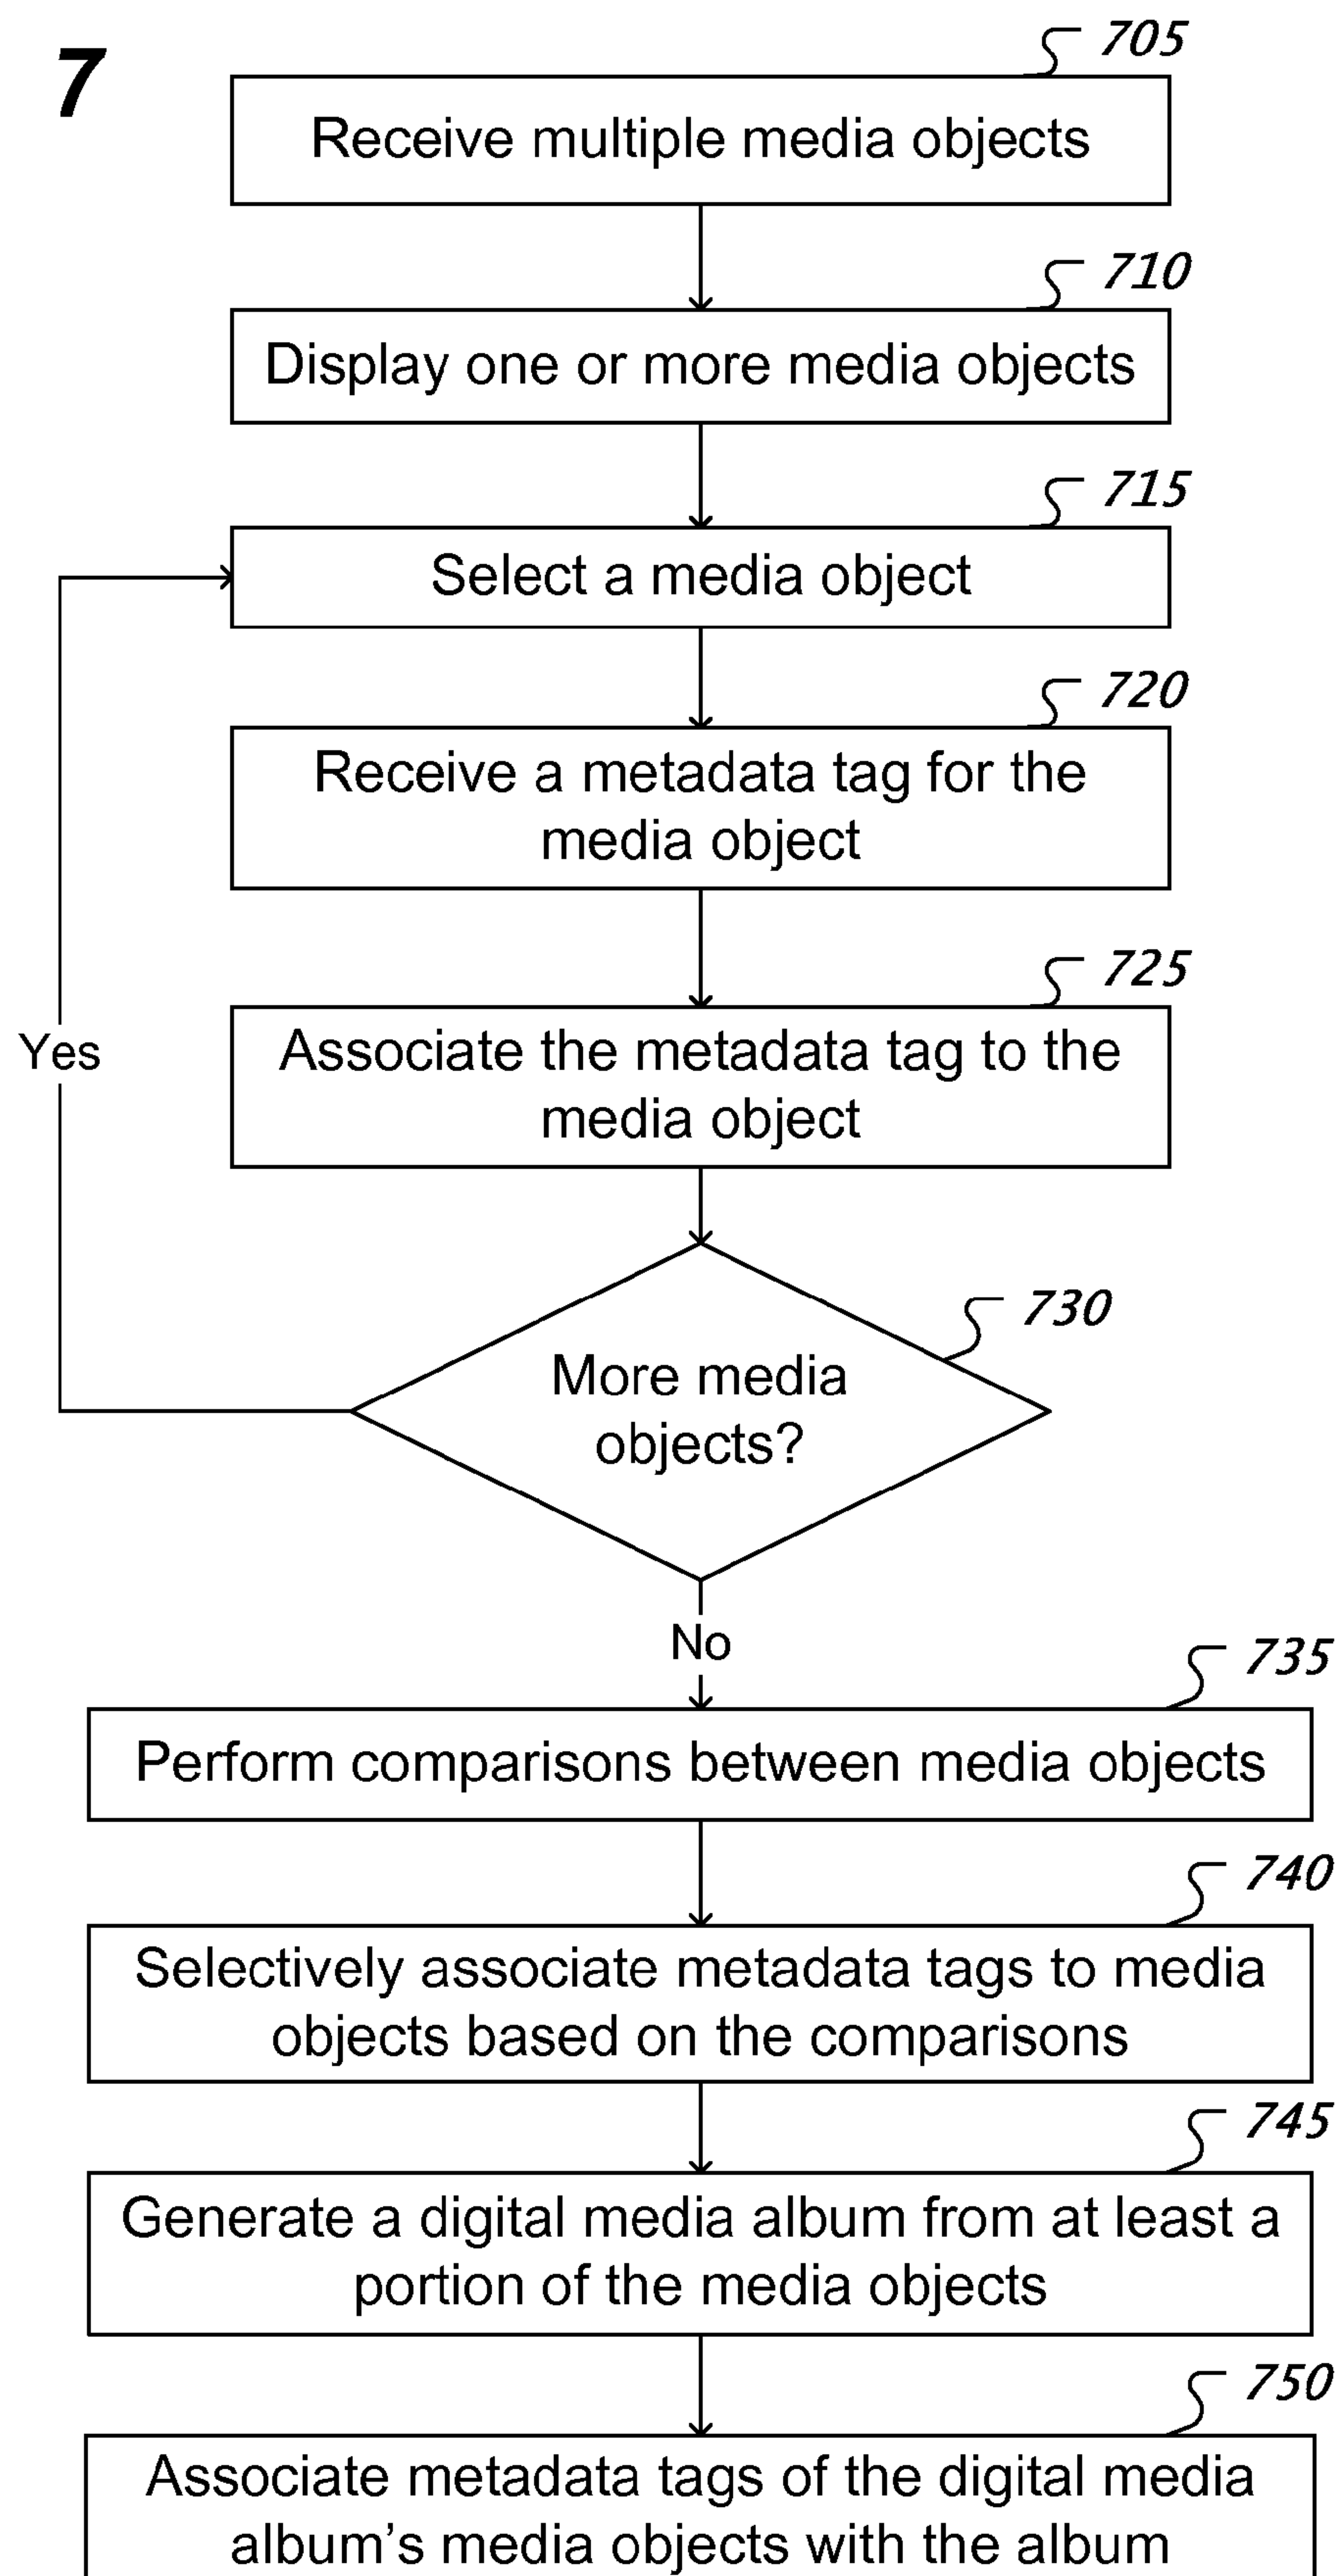 7
705
Receive multiple media objects
710
Display one or more media objects
715
Select a media object
720
Receive a metadata tag for the
media object
725
Associate the metadata tag to the
media object
Yes
730
More media
objects?
No
735
Perform comparisons between media objects
740
Selectively associate metadata tags to media
objects based on the comparisons
745
Generate a digital media album from at least a
portion of the media objects
750
Associate metadata tags of the digital media
album's media objects with the album